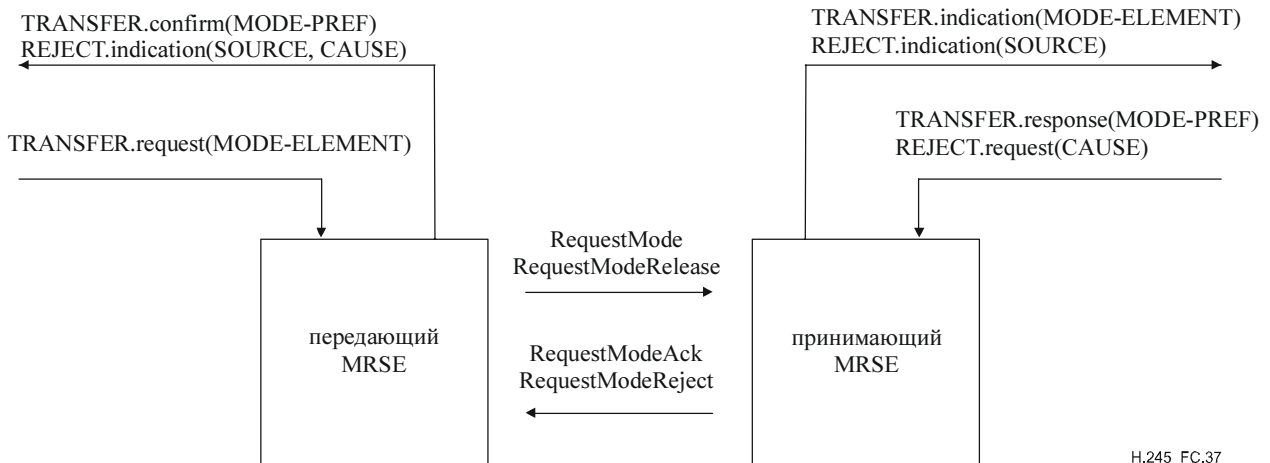 TRANSFER.confirm(MODE-PREF)
REJECT.indication(SOURCE, CAUSE)
TRANSFER.request(MODE-ELEMENT)
TRANSFER.indication(MODE-ELEMENT)
REJECT.indication(SOURCE)
TRANSFER.response(MODE-PREF)
REJECT.request(CAUSE)
RequestMode
RequestModeRelease
передающий
MRSE
RequestModeAck
RequestModeReject
принимающий
MRSE
H.245_FC.37